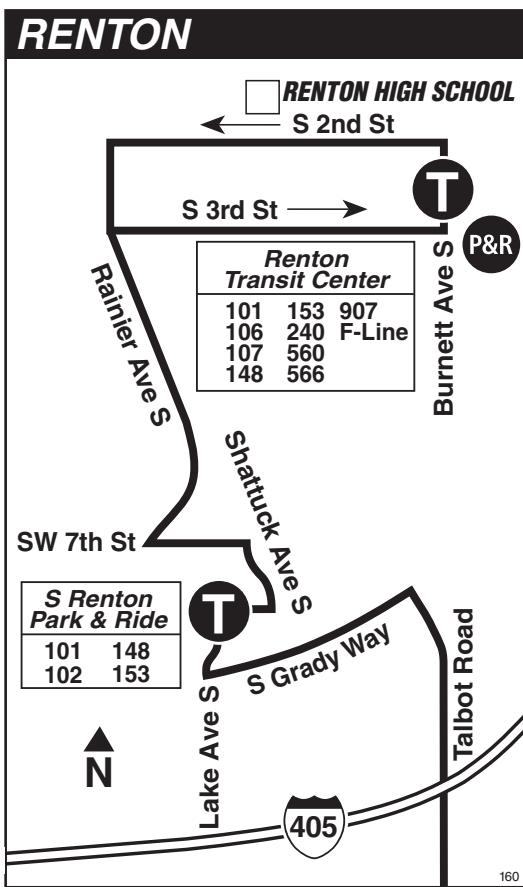 RENTON
RENTON HIGH SCHOOL
S 2nd St
T
S 3rd St
P&R
Renton
Transit Center
101 153 907
106 240 F-Line
107 560
148 566
Rainier Ave S
Burnett Ave S
Shattuck Ave S
SW 7th St
S Renton
Park & Ride
101 148
102 153
T
S Grady Way
Talbot Road
Lake Ave S
N
405
160